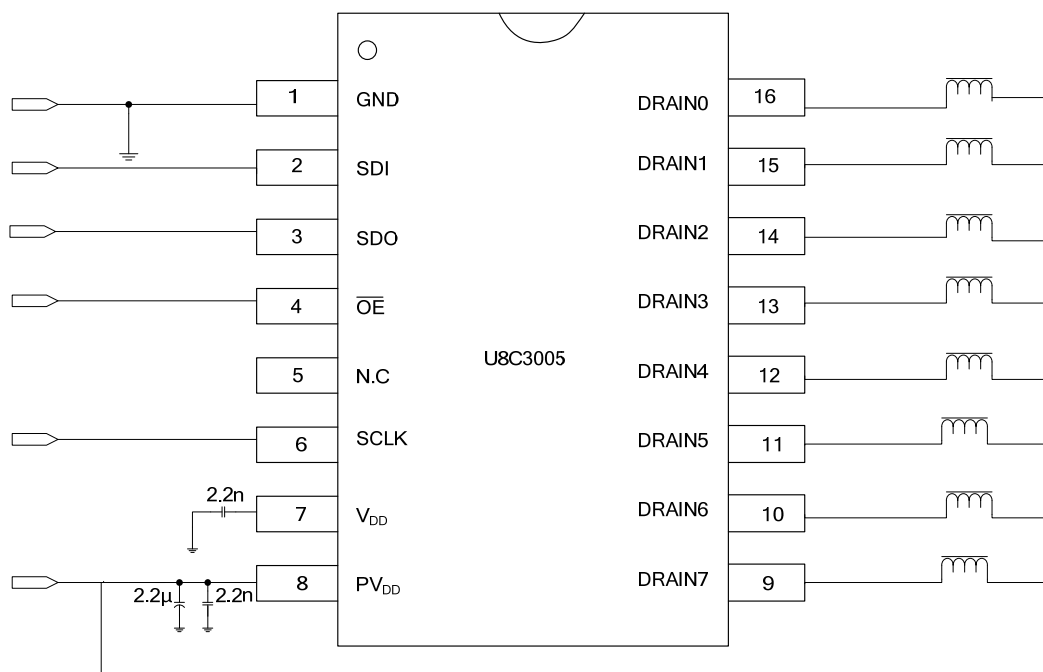 1 GND DRAIN0 16
2 SDI DRAIN1 15
3 SDO DRAIN2 14
4 O̅E̅ DRAIN3 13
U8C3005
5 N.C DRAIN4 12
6 SCLK DRAIN5 11
2.2n 7 VDD DRAIN6 10
2.2µ 2.2n 8 PVDD DRAIN7 9